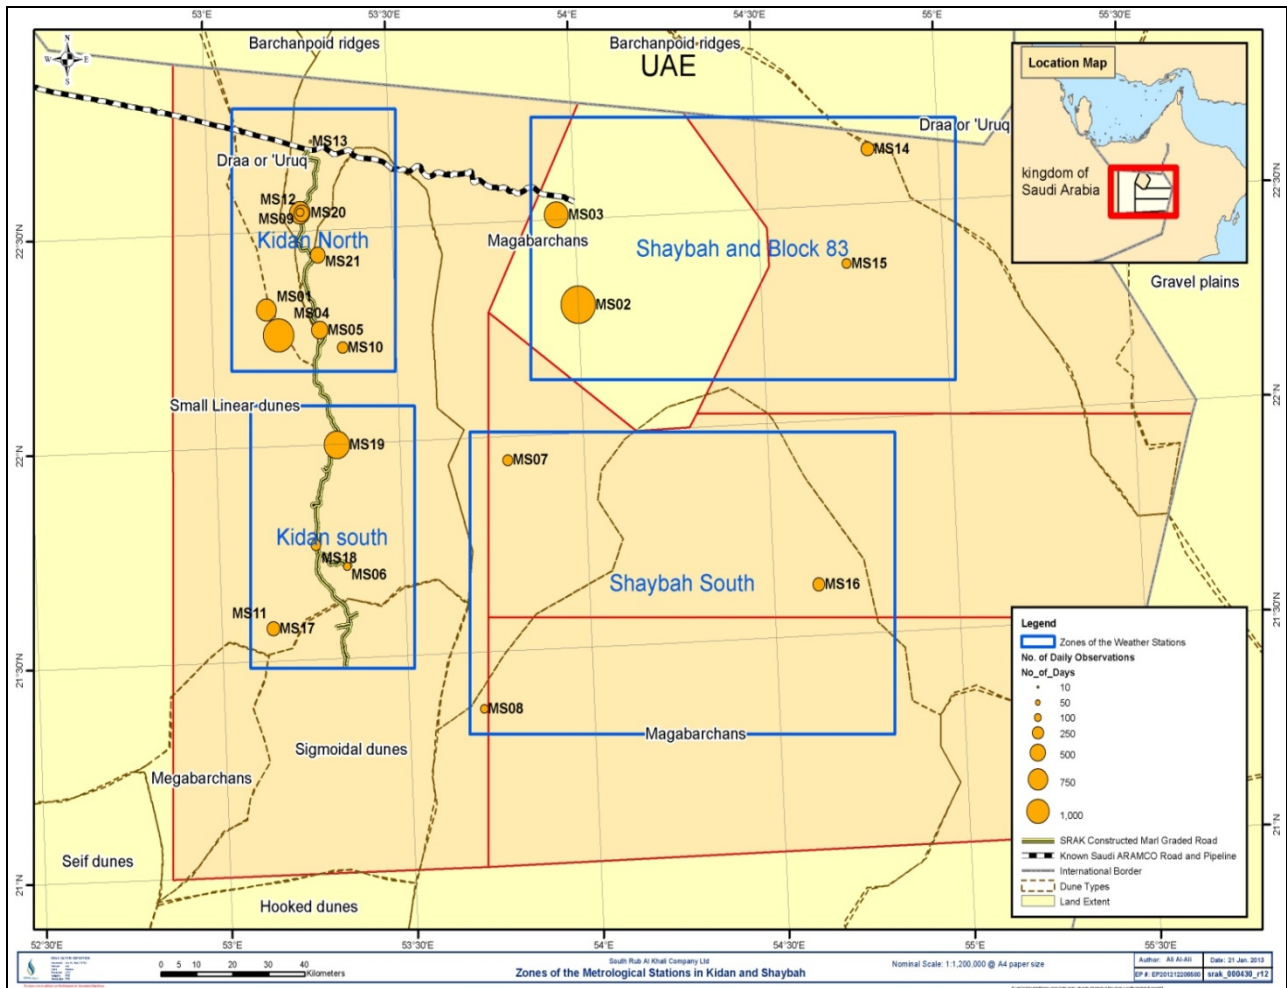 53°E
53°30'E
54°E
54°30'E
55°E
55°30'E
Barchanpoid ridges
Barchanpoid ridges
UAE
N
W
E
S
Location Map
kingdom of
Saudi Arabia
MS13
Draa or 'Uruq
Draa or 'Uruq
MS14
MS12
MS20
MS09
MS03
Kidan North
Magabarchans
Shaybah and Block 83
MS21
MS15
Gravel plains
22°30'N
22°30'N
MS01
MS04
MS02
MS05
MS10
Small Linear dunes
22°N
MS19
22°N
MS07
Kidan south
MS18
MS06
Shaybah South
MS16
MS11
MS17
21°30'N
21°30'N
MS08
Magabarchans
Sigmoidal dunes
Megabarchans
Seif dunes
Hooked dunes
21°N
21°N
Legend
Zones of the Weather Stations
No. of Daily Observations
No_of_Days
10
50
100
250
500
750
1,000
SRAK Constructed Marl Graded Road
Known Saudi ARAMCO Road and Pipeline
International Border
Dune Types
Land Extent
52°30'E
53°E
53°30'E
54°E
54°30'E
55°E
55°30'E
0 5 10 20 30 40
Kilometers
South Rub Al Khali Company Ltd
Zones of the Metrological Stations in Kidan and Shaybah
Nominal Scale: 1:1,200,000 @ A4 paper size
Author: Ali Al-Ali
Date: 21 Jan. 2013
EP #: EP201212206580
srak_000430_r12